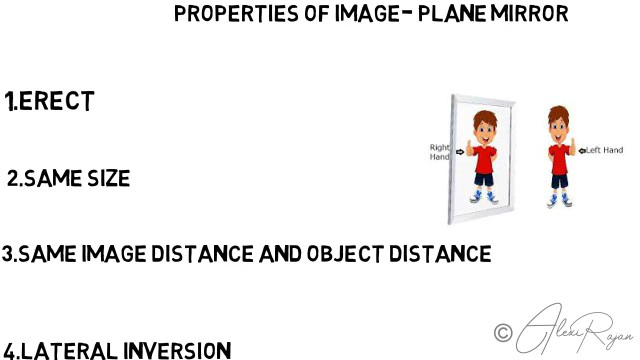 PROPERTIES OF IMAGE- PLANE MIRROR
1.ERECT
Right
Hand
Left Hand
2.SAME SIZE
3.SAME IMAGE DISTANCE AND OBJECT DISTANCE
4.LATERAL INVERSION
© Alexi Rajan